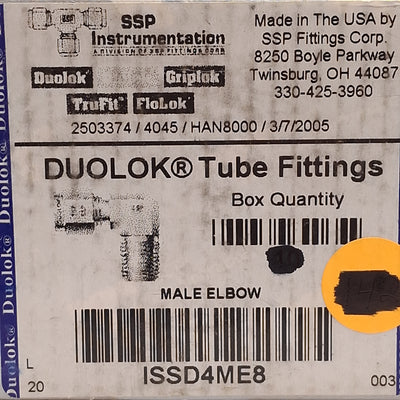 SSP
Instrumentation
A DIVISION OF SSP FITTINGS CORP.
Duolok® Griplok®
TruFit® FloLok®
Made in The USA by
SSP Fittings Corp.
8250 Boyle Parkway
Twinsburg, OH 44087
330-425-3960
2503374 / 4045 / HAN8000 / 3/7/2005
DUOLOK® Tube Fittings
Box Quantity
MALE ELBOW
ISSD4ME8
L
20
003
Duolok® Duolok® Duolok® Duolok®